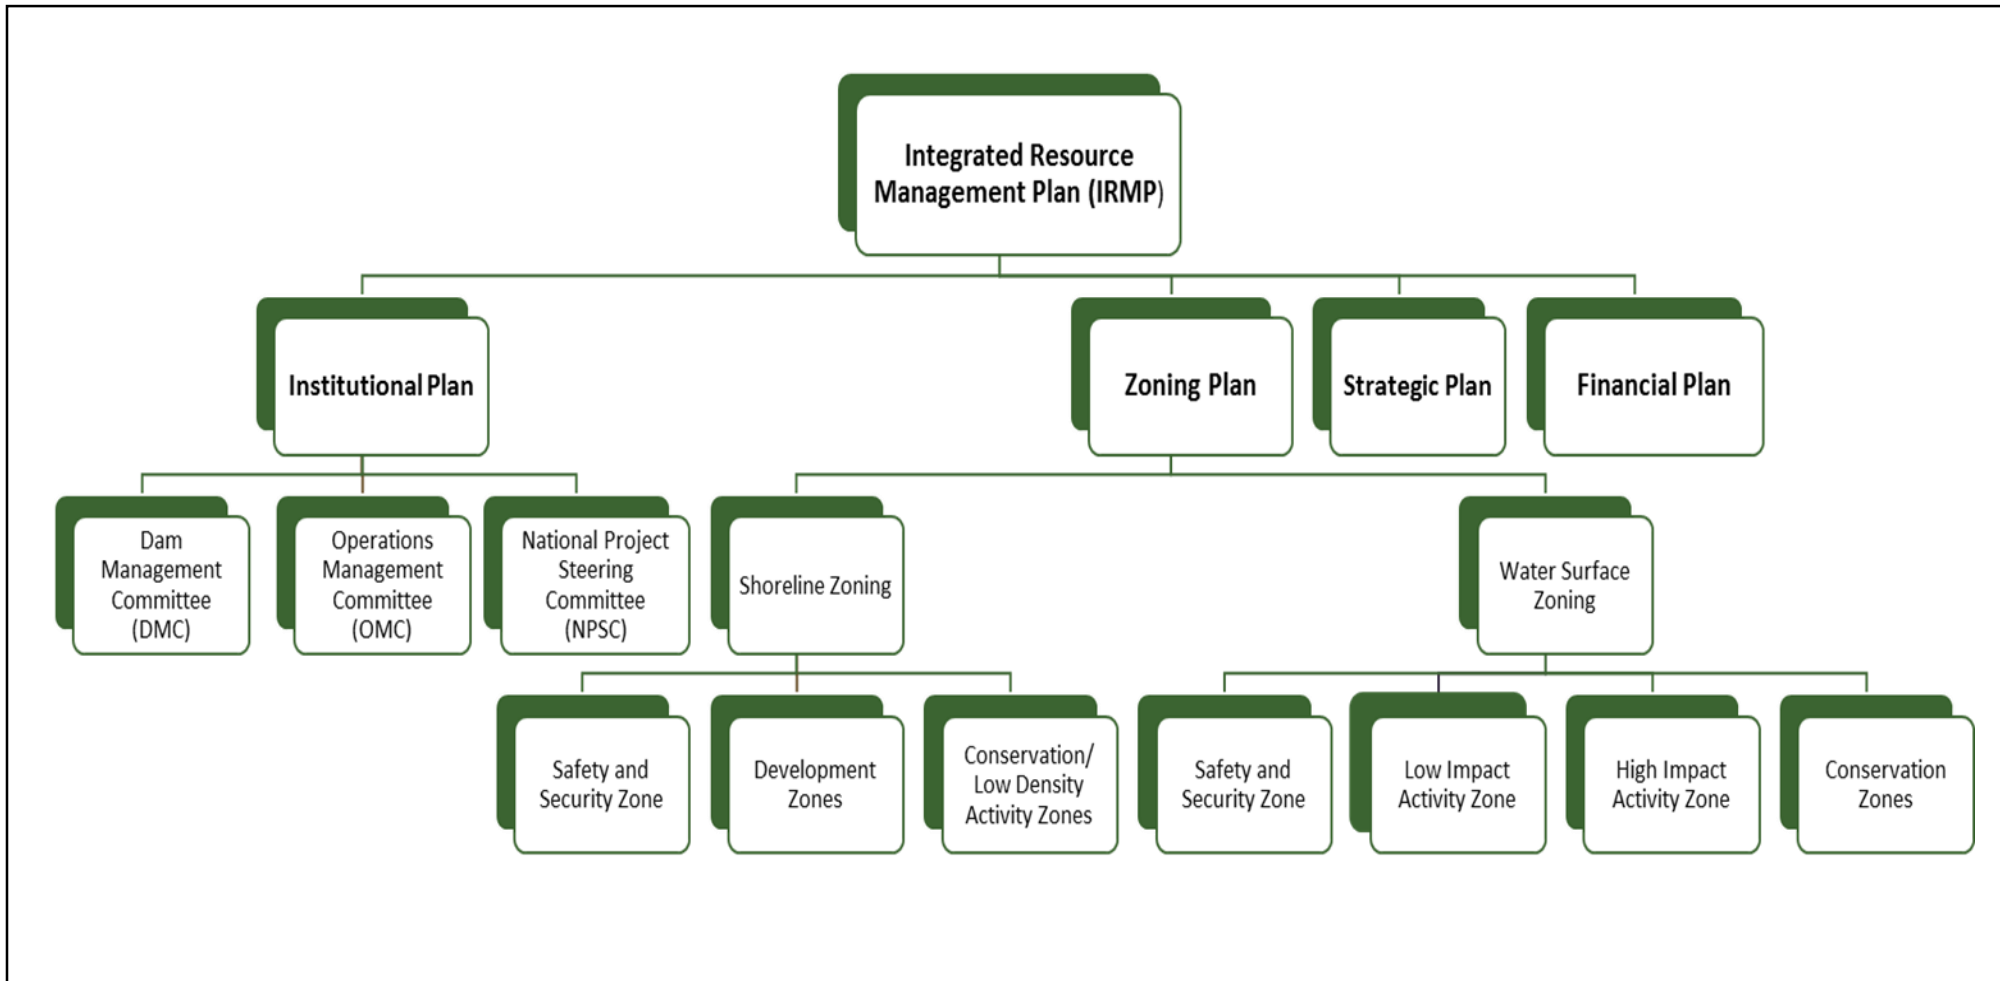 Integrated Resource
Management Plan (IRMP)
Institutional Plan
Zoning Plan
Strategic Plan
Financial Plan
Dam
Management
Committee
(DMC)
Operations
Management
Committee
(OMC)
National Project
Steering
Committee
(NPSC)
Shoreline Zoning
Water Surface
Zoning
Safety and
Security Zone
Development
Zones
Conservation/
Low Density
Activity Zones
Safety and
Security Zone
Low Impact
Activity Zone
High Impact
Activity Zone
Conservation
Zones